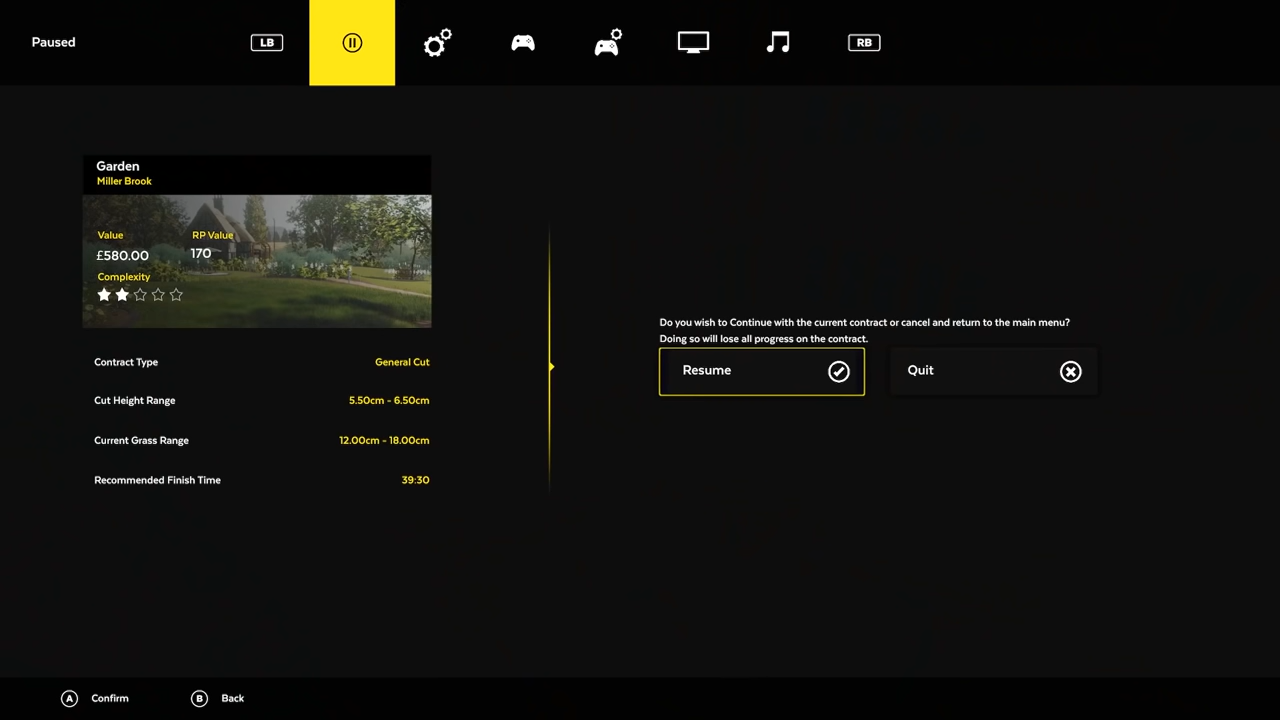 Paused
LB
RB
Garden
Miller Brook
Value
RP Value
£580.00
170
Complexity
Contract Type
General Cut
Cut Height Range
5.50cm - 6.50cm
Current Grass Range
12.00cm - 18.00cm
Recommended Finish Time
39:30
Do you wish to Continue with the current contract or cancel and return to the main menu?
Doing so will lose all progress on the contract.
Resume
Quit
A Confirm
B Back